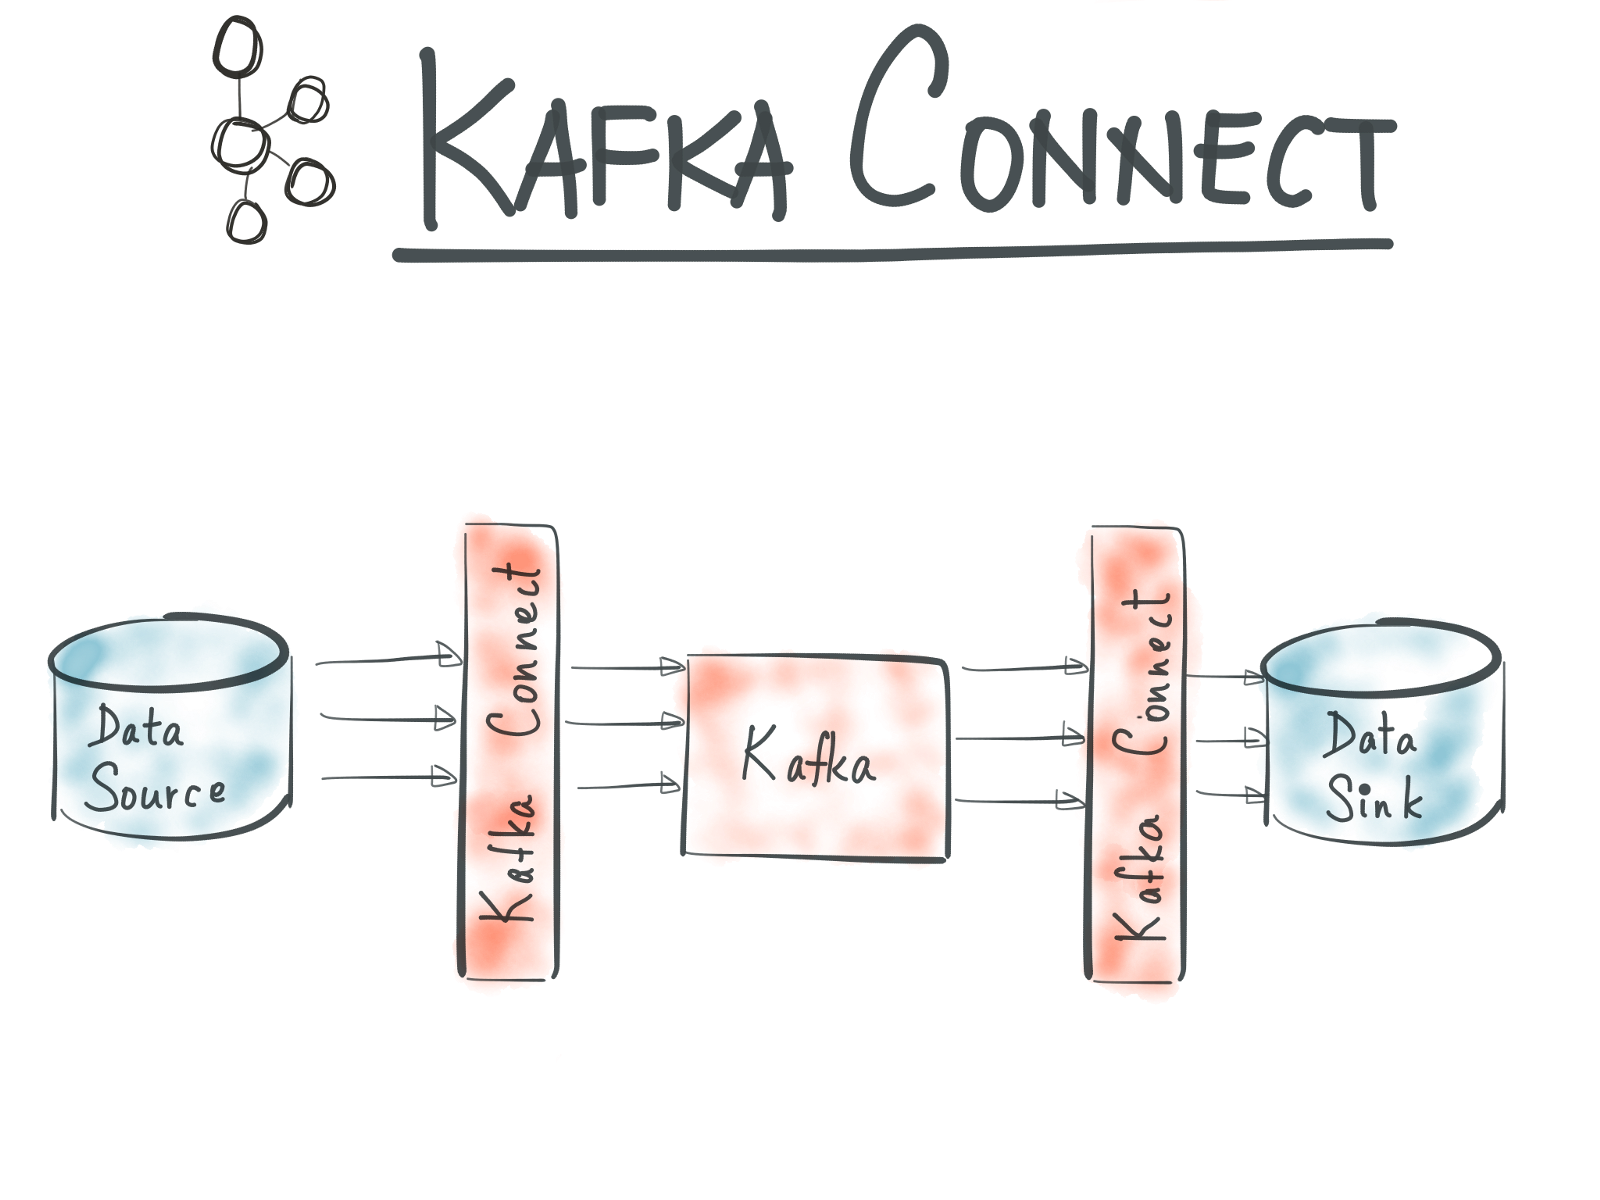 KAFKA CONNECT
Data
Source
Kafka Connect
Kafka
Kafka Connect
Data
Sink